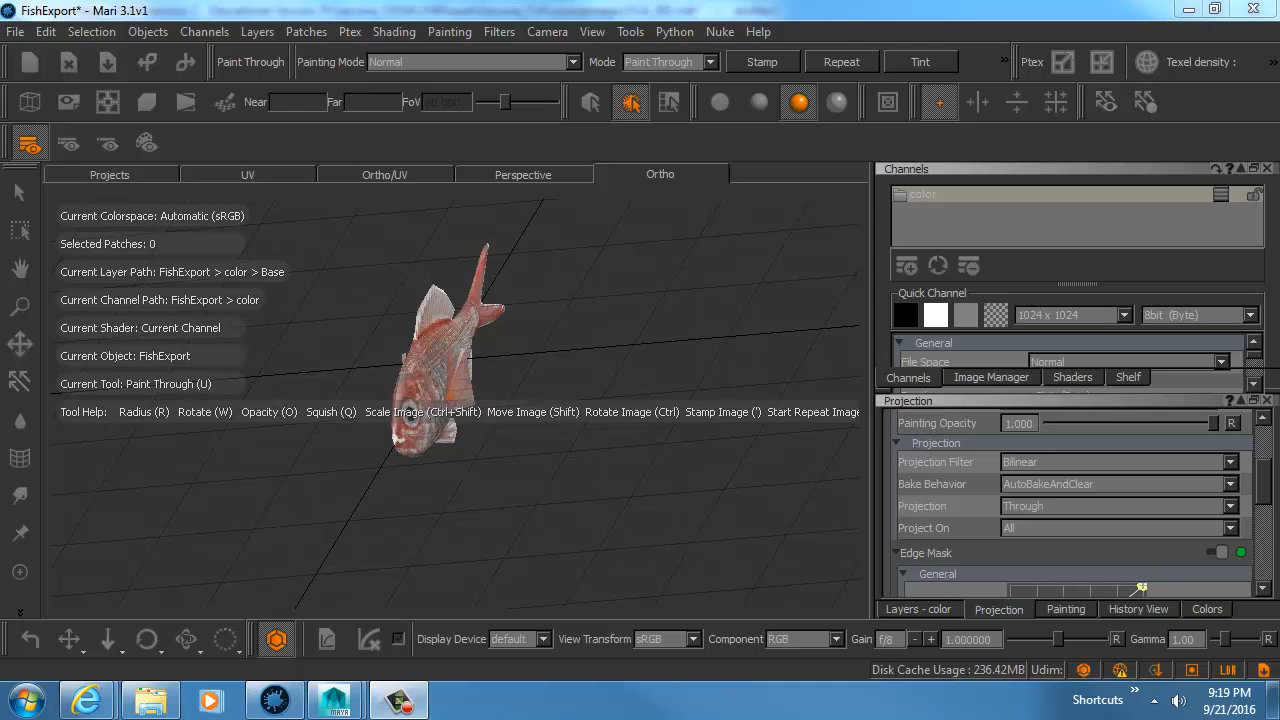 FishExport* - Mari 3.1v1
File Edit Selection Objects Channels Layers Patches Ptex Shading Painting Filters Camera View Tools Python Nuke Help
Paint Through Painting Mode Normal Mode Paint Through Stamp Repeat Tint » Ptex Texel density : »
Near Far FoV 60.000
Projects UV Ortho/UV Perspective Ortho
Current Colorspace: Automatic (sRGB)
Selected Patches: 0
Current Layer Path: FishExport > color > Base
Current Channel Path: FishExport > color
Current Shader: Current Channel
Current Object: FishExport
Current Tool: Paint Through (U)
Tool Help: Radius (R) Rotate (W) Opacity (O) Squish (Q) Scale Image (Ctrl+Shift) Move Image (Shift) Rotate Image (Ctrl) Stamp Image (') Start Repeat Image
Channels
color
Quick Channel
1024 x 1024 8bit (Byte)
General
File Space Normal
Channels Image Manager Shaders Shelf
Projection
Painting Opacity 1.000 R
Projection
Projection Filter Bilinear
Bake Behavior AutoBakeAndClear
Projection Through
Project On All
Edge Mask
General
Layers - color Projection Painting History View Colors
Display Device default View Transform sRGB Component RGB Gain f/8 - + 1.000000 R Gamma 1.00 R
Disk Cache Usage : 236.42MB Udim: LDR
MAYA
Shortcuts » 9:19 PM
9/21/2016